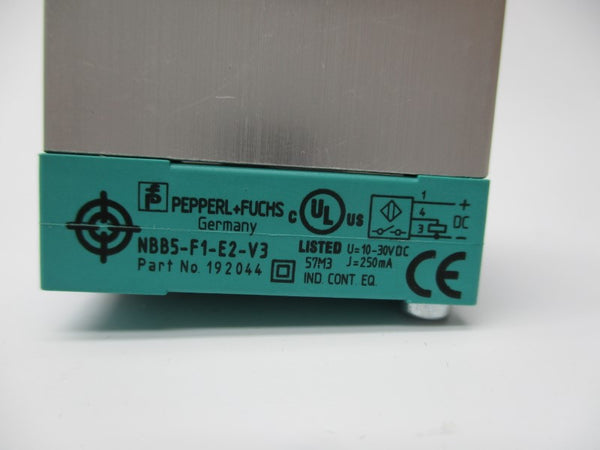 PEPPERL+FUCHS
Germany
NBB5-F1-E2-V3
Part No. 192044
C UL US
LISTED
57M3
IND. CONT. EQ.
U=10-30VDC
J=250mA
1 +
4 DC
3 -
CE